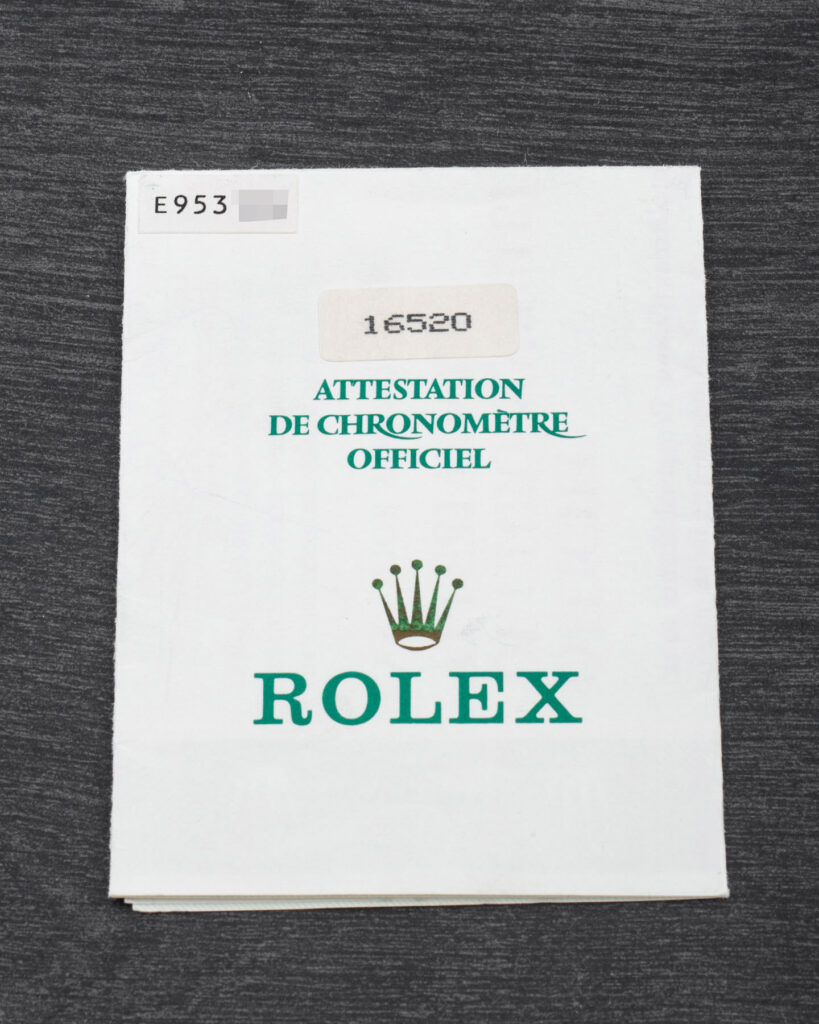 E953
16520
ATTESTATION
DE CHRONOMÈTRE
OFFICIEL
ROLEX